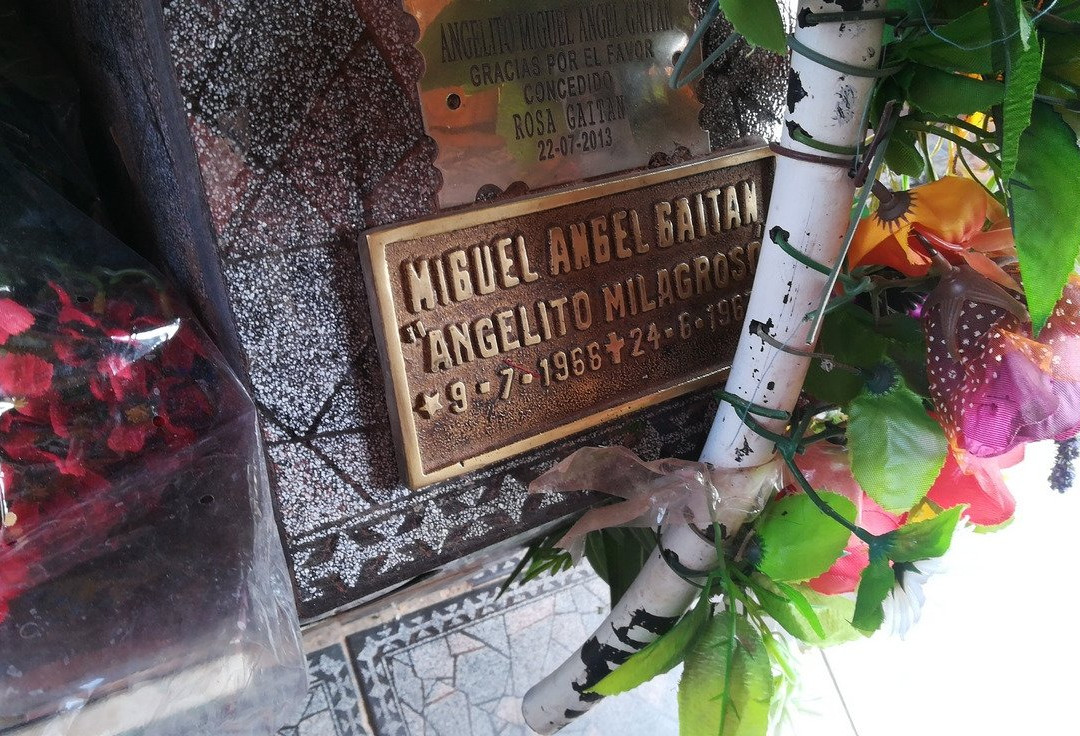 ANGELITO MIGUEL ANGEL GAITAN
GRACIAS POR EL FAVOR
CONCEDIDO
ROSA GAITAN
22-07-2013
MIGUEL ANGEL GAITAN
"ANGELITO MILAGROSO
9-7-1966 ✝ 24-6-196